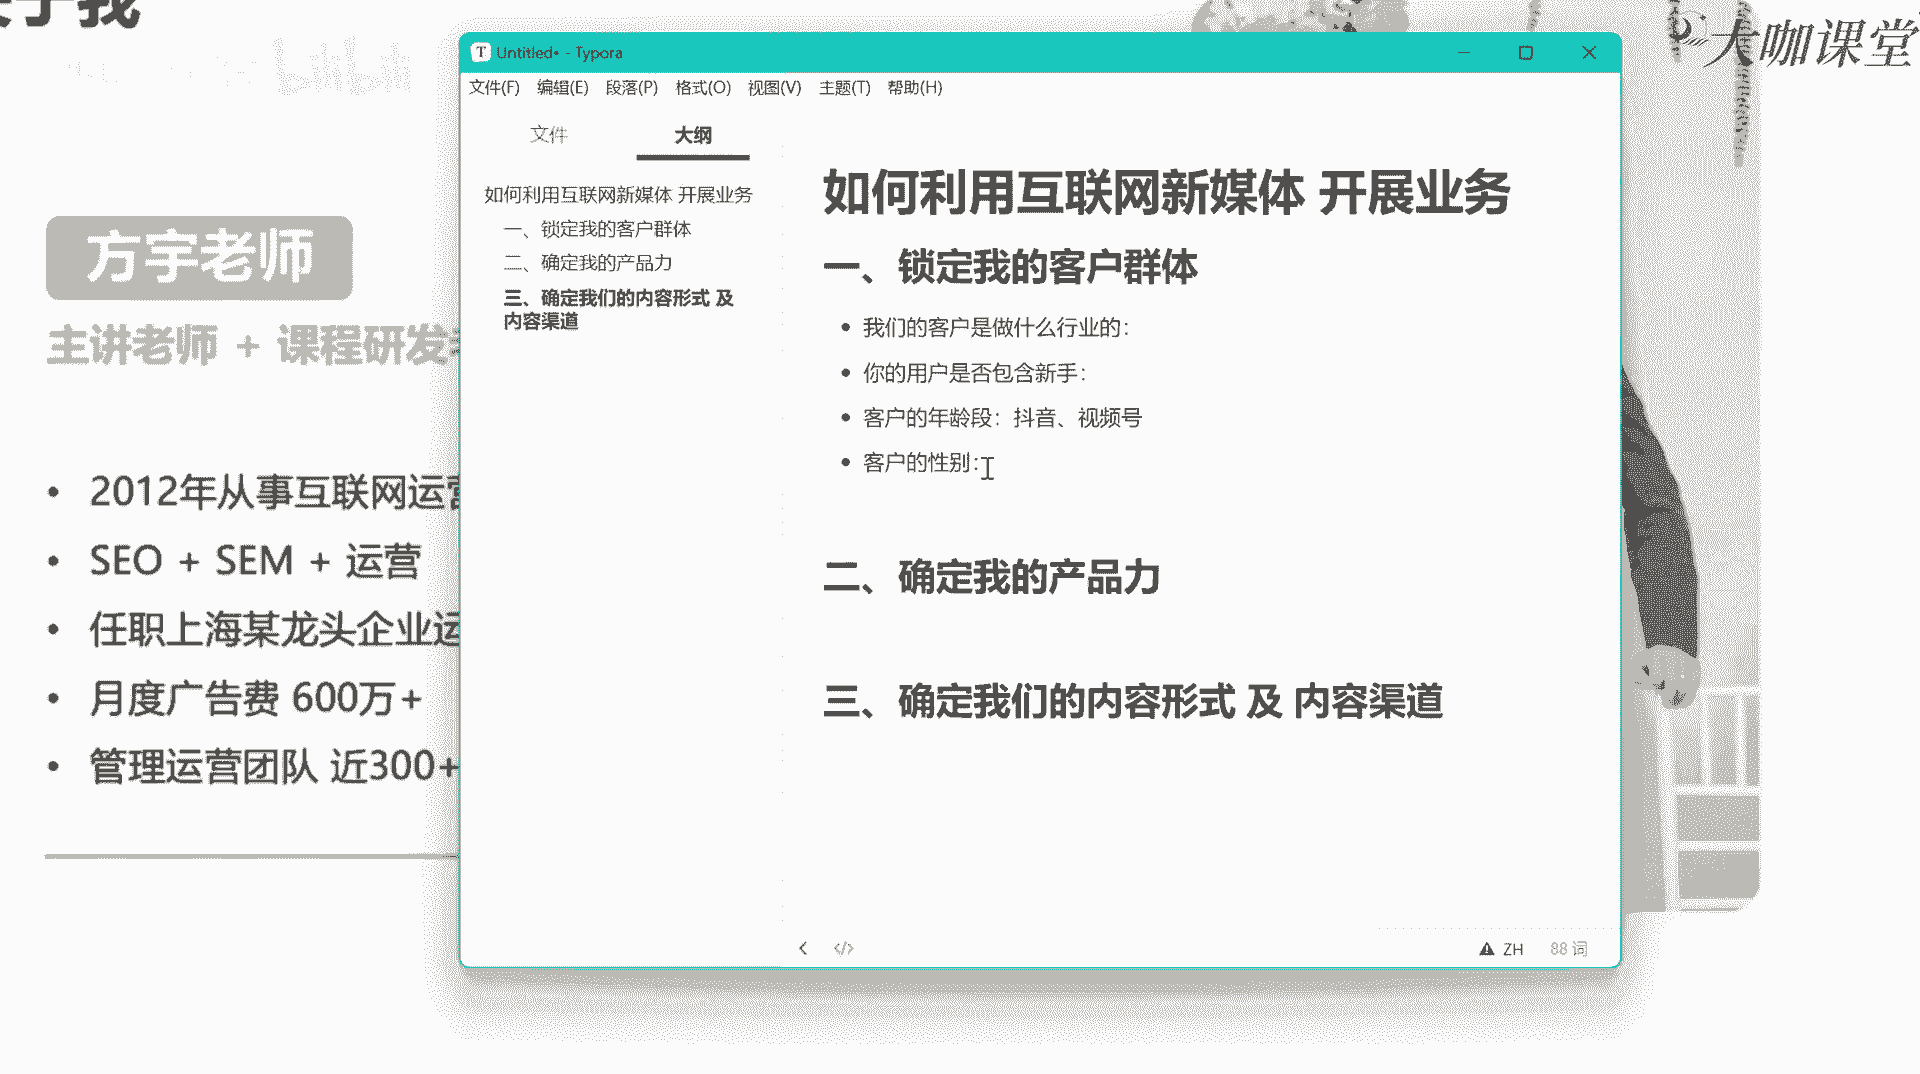 关于我
bilibili
大咖课堂
方宇老师
主讲老师 + 课程研发
• 2012年从事互联网运营
• SEO + SEM + 运营
• 任职上海某龙头企业运
• 月度广告费 600万+
• 管理运营团队 近300+
Untitled• - Typora
文件(F) 编辑(E) 段落(P) 格式(O) 视图(V) 主题(T) 帮助(H)
文件 大纲
如何利用互联网新媒体 开展业务
一、锁定我的客户群体
二、确定我的产品力
三、确定我们的内容形式 及
内容渠道
如何利用互联网新媒体 开展业务
一、锁定我的客户群体
• 我们的客户是做什么行业的:
• 你的用户是否包含新手:
• 客户的年龄段：抖音、视频号
• 客户的性别:
二、确定我的产品力
三、确定我们的内容形式 及 内容渠道
ZH 88 词